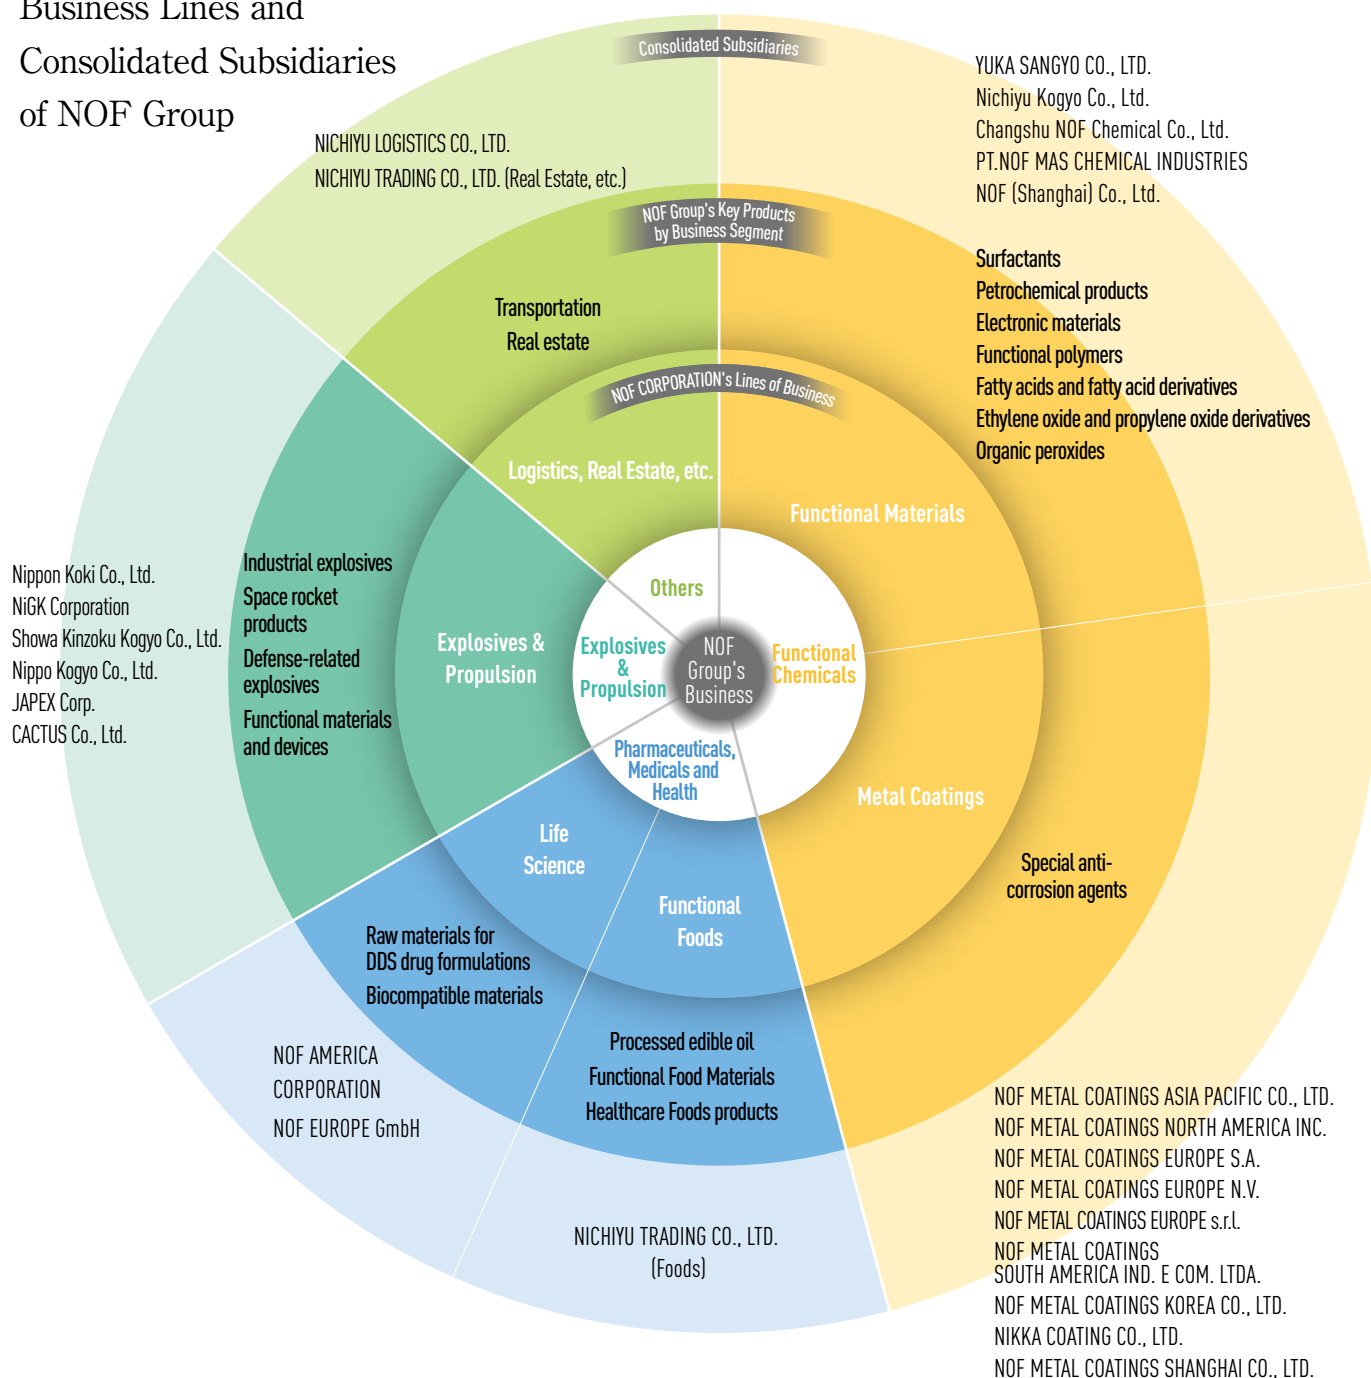 Business Lines and
Consolidated Subsidiaries
of NOF Group
Consolidated Subsidiaries
NICHIYU LOGISTICS CO., LTD.
NICHIYU TRADING CO., LTD. (Real Estate, etc.)
YUKA SANGYO CO., LTD.
Nichiyu Kogyo Co., Ltd.
Changshu NOF Chemical Co., Ltd.
PT.NOF MAS CHEMICAL INDUSTRIES
NOF (Shanghai) Co., Ltd.
NOF Group's Key Products
by Business Segment
Transportation
Real estate
Surfactants
Petrochemical products
Electronic materials
Functional polymers
Fatty acids and fatty acid derivatives
Ethylene oxide and propylene oxide derivatives
Organic peroxides
NOF CORPORATION's Lines of Business
Logistics, Real Estate, etc.
Functional Materials
Others
Explosives
&
Propulsion
NOF
Group's
Business
Functional
Chemicals
Pharmaceuticals,
Medicals and
Health
Nippon Koki Co., Ltd.
NiGK Corporation
Showa Kinzoku Kogyo Co., Ltd.
Nippo Kogyo Co., Ltd.
JAPEX Corp.
CACTUS Co., Ltd.
Industrial explosives
Space rocket
products
Defense-related
explosives
Functional materials
and devices
Explosives &
Propulsion
Metal Coatings
Special anti-
corrosion agents
Life
Science
Functional
Foods
Raw materials for
DDS drug formulations
Biocompatible materials
Processed edible oil
Functional Food Materials
Healthcare Foods products
NOF AMERICA
CORPORATION
NOF EUROPE GmbH
NICHIYU TRADING CO., LTD.
(Foods)
NOF METAL COATINGS ASIA PACIFIC CO., LTD.
NOF METAL COATINGS NORTH AMERICA INC.
NOF METAL COATINGS EUROPE S.A.
NOF METAL COATINGS EUROPE N.V.
NOF METAL COATINGS EUROPE s.r.l.
NOF METAL COATINGS
SOUTH AMERICA IND. E COM. LTDA.
NOF METAL COATINGS KOREA CO., LTD.
NIKKA COATING CO., LTD.
NOF METAL COATINGS SHANGHAI CO., LTD.